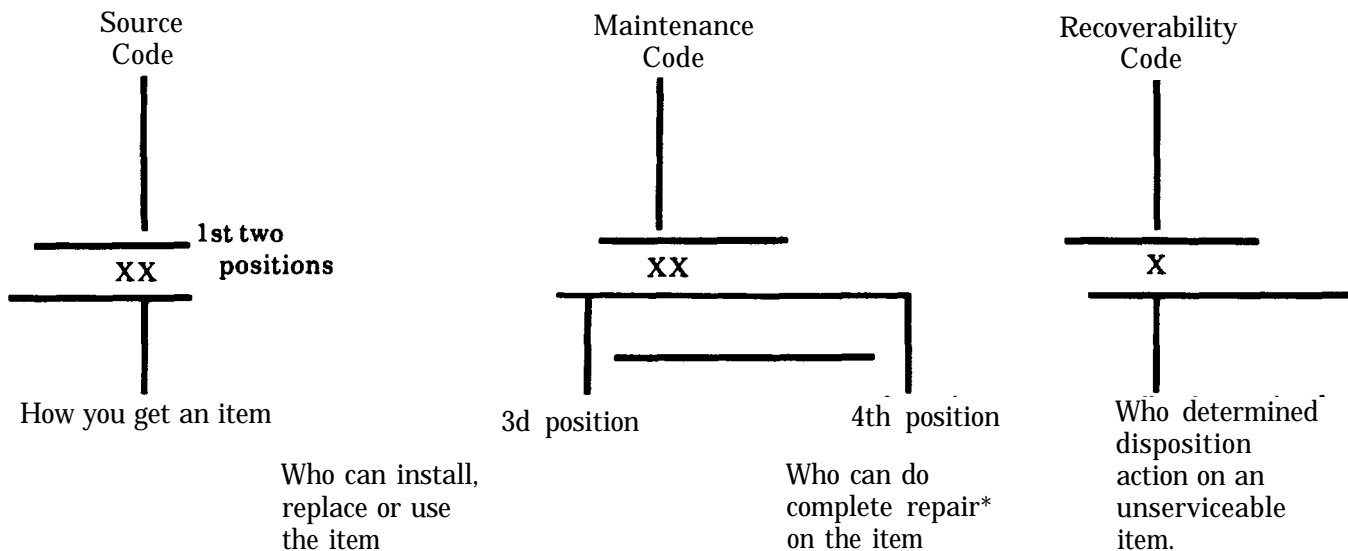 Source
Code
Maintenance
Code
Recoverability
Code
1st two
positions
XX
XX
X
How you get an item
3d position
4th position
Who determined
disposition
action on an
unserviceable
item.
Who can install,
replace or use
the item
Who can do
complete repair*
on the item